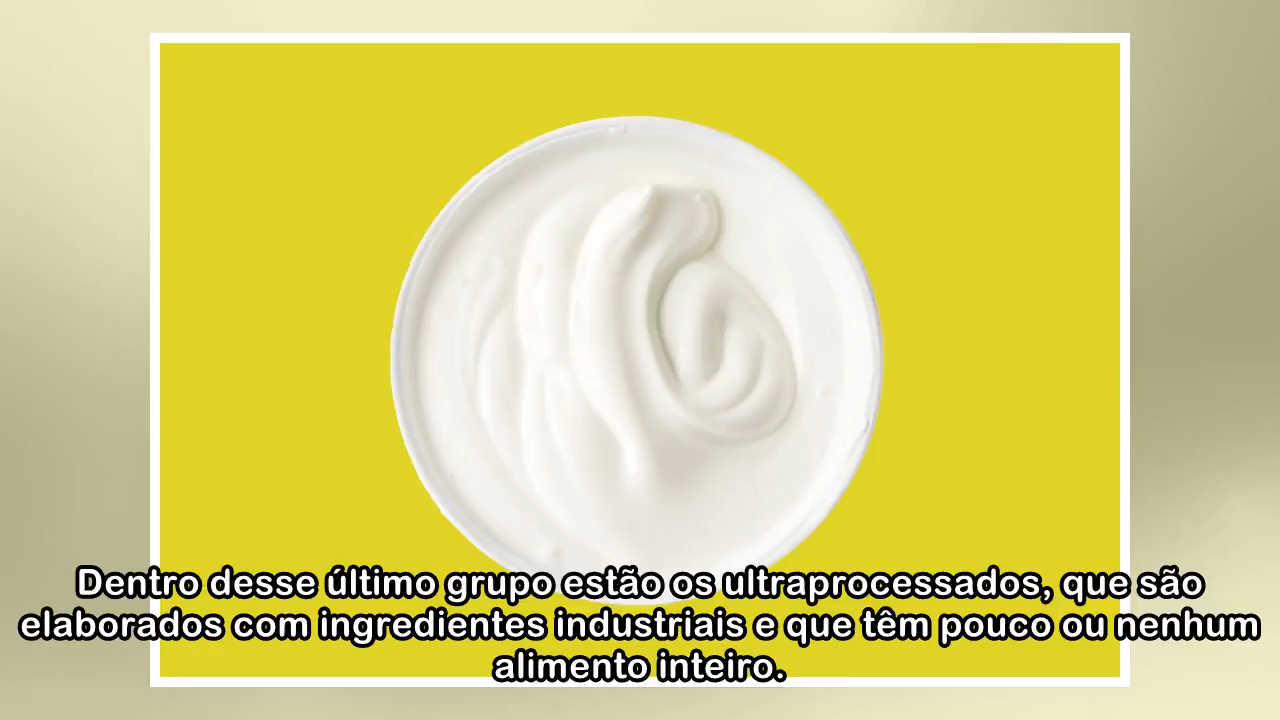 Dentro desse último grupo estão os ultraprocessados, que são
elaborados com ingredientes industriais e que têm pouco ou nenhum
alimento inteiro.